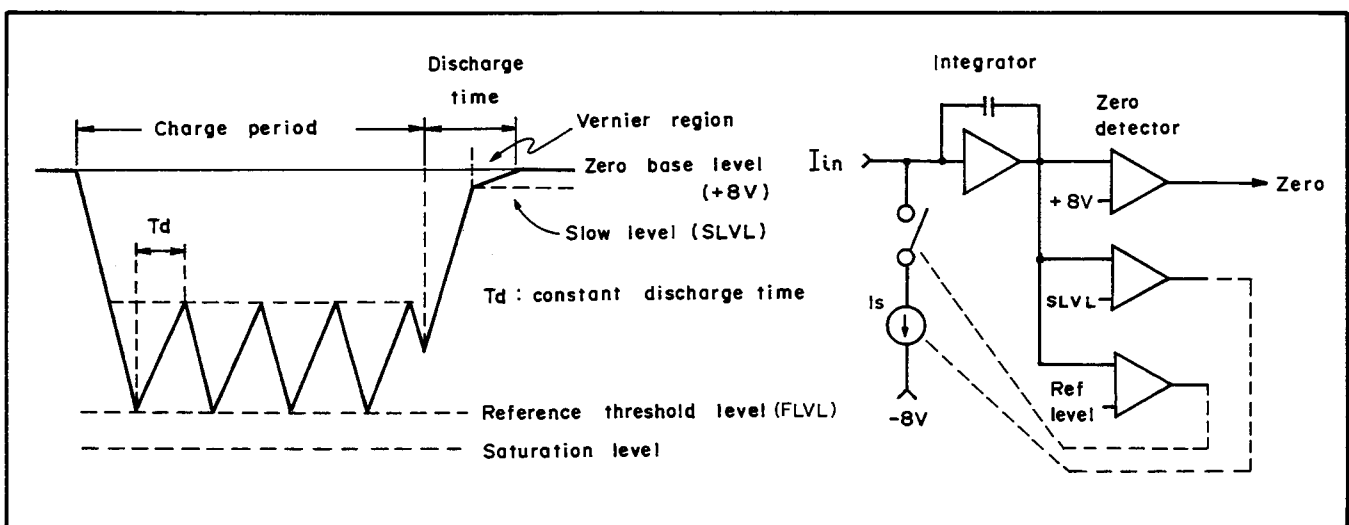 Discharge
time
Charge period
Vernier region
Zero base level
(+8V)
Td
Slow level (SLVL)
Td : constant discharge time
Reference threshold level (FLVL)
Saturation level
Integrator
Zero
detector
Iin
+8V
Zero
SLVL
Is
Ref
level
-8V